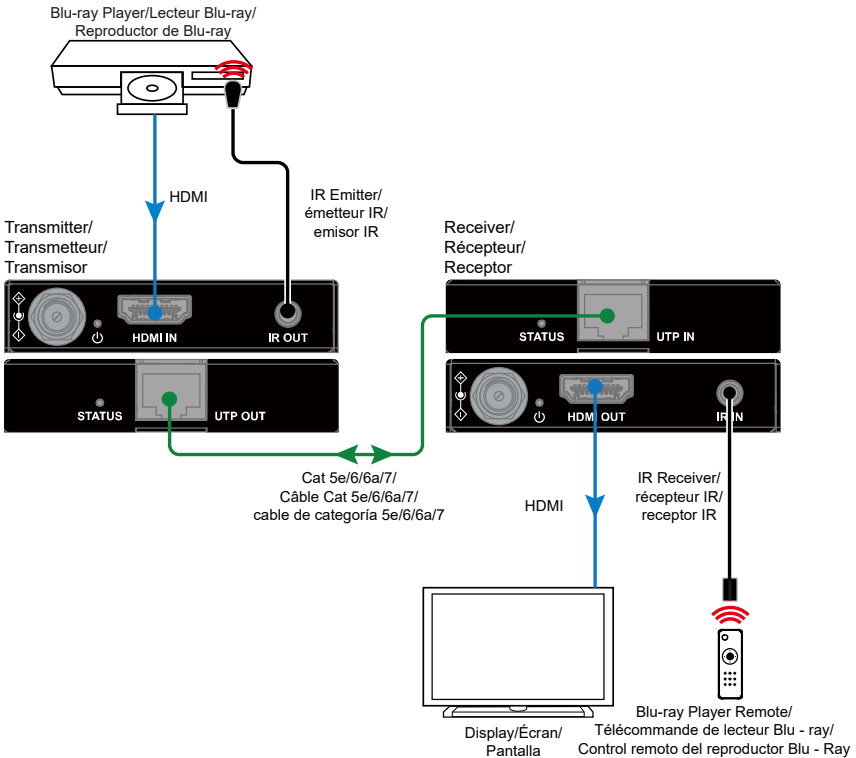 Blu-ray Player/Lecteur Blu-ray/
Reproductor de Blu-ray
HDMI
IR Emitter/
émetteur IR/
emisor IR
Transmitter/
Transmetteur/
Transmisor
HDMI IN
IR OUT
STATUS
UTP OUT
Receiver/
Récepteur/
Receptor
STATUS
UTP IN
HDMI OUT
IR IN
Cat 5e/6/6a/7/
Câble Cat 5e/6/6a/7/
cable de categoría 5e/6/6a/7
HDMI
IR Receiver/
récepteur IR/
receptor IR
Display/Écran/
Pantalla
Blu-ray Player Remote/
Télécommande de lecteur Blu - ray/
Control remoto del reproductor Blu - Ray